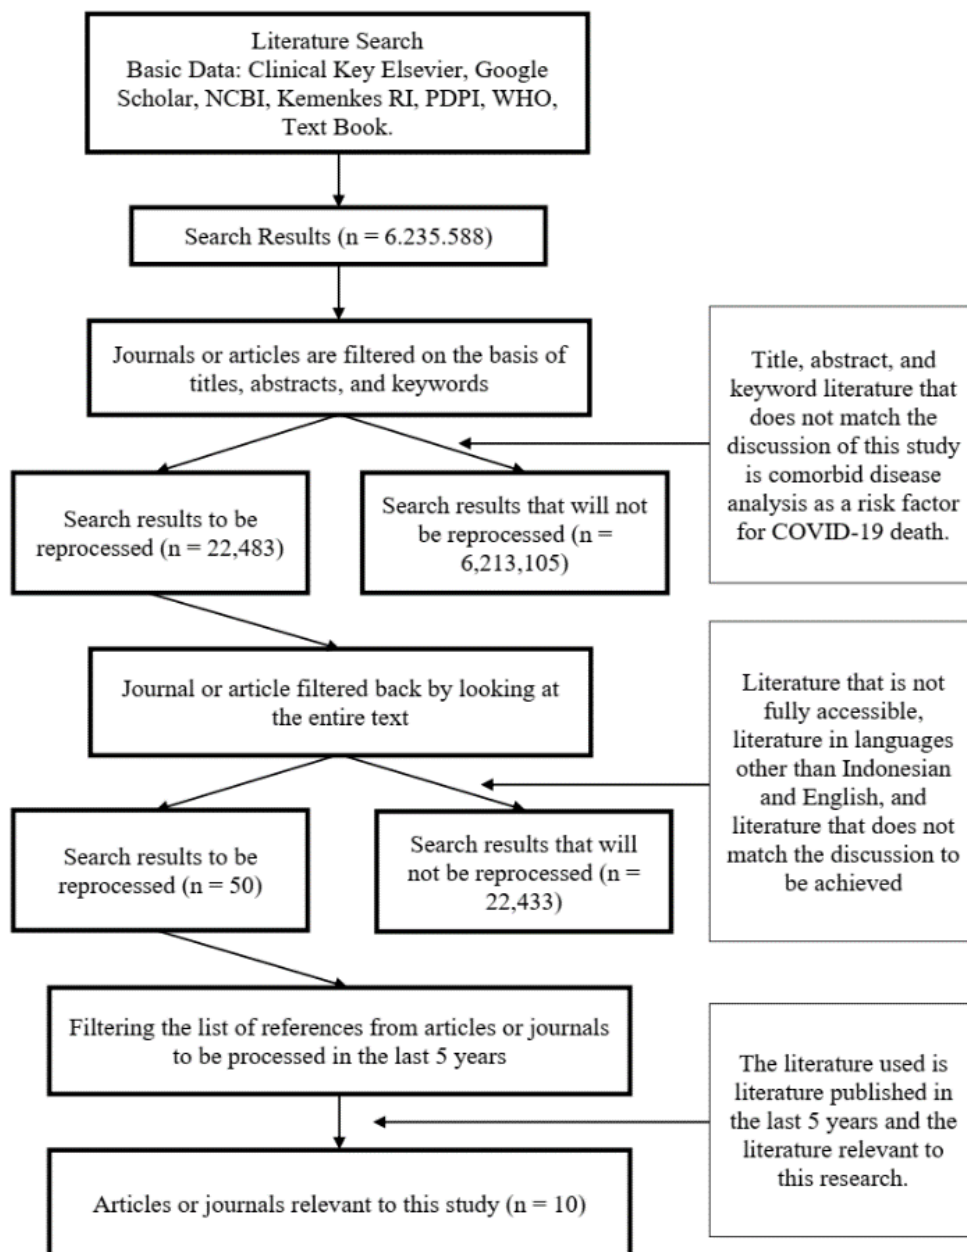 Literature Search
Basic Data: Clinical Key Elsevier, Google
Scholar, NCBI, Kemenkes RI, PDPI, WHO,
Text Book.
Search Results (n = 6.235.588)
Journals or articles are filtered on the basis of
titles, abstracts, and keywords
Title, abstract, and
keyword literature that
does not match the
discussion of this study
is comorbid disease
analysis as a risk factor
for COVID-19 death.
Search results to be
reprocessed (n = 22,483)
Search results that will not
be reprocessed (n =
6,213,105)
Journal or article filtered back by looking at
the entire text
Literature that is not
fully accessible,
literature in languages
other than Indonesian
and English, and
literature that does not
match the discussion to
be achieved
Search results to be
reprocessed (n = 50)
Search results that will
not be reprocessed (n =
22,433)
Filtering the list of references from articles or journals
to be processed in the last 5 years
The literature used is
literature published in
the last 5 years and the
literature relevant to
this research.
Articles or journals relevant to this study (n = 10)